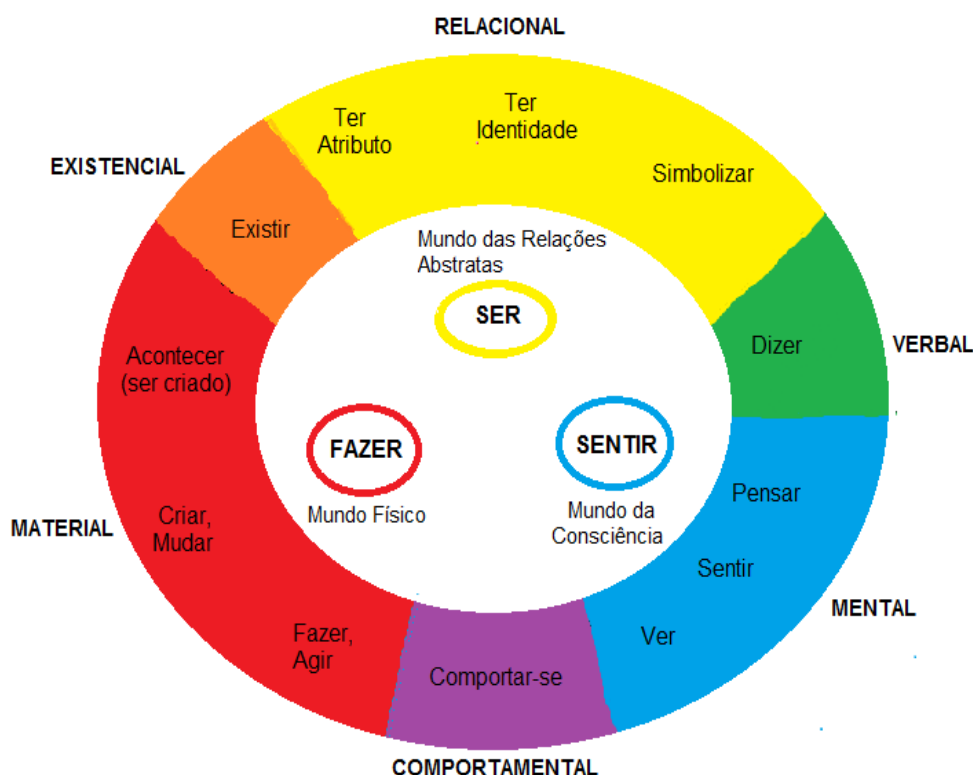 RELACIONAL
Ter
Atributo
Ter
Identidade
Simbolizar
EXISTENCIAL
Existir
Mundo das Relações
Abstratas
SER
Dizer
VERBAL
Acontecer
(ser criado)
FAZER
Mundo Físico
SENTIR
Mundo da
Consciência
Pensar
Sentir
Ver
MENTAL
MATERIAL
Criar,
Mudar
Fazer,
Agir
Comportar-se
COMPORTAMENTAL